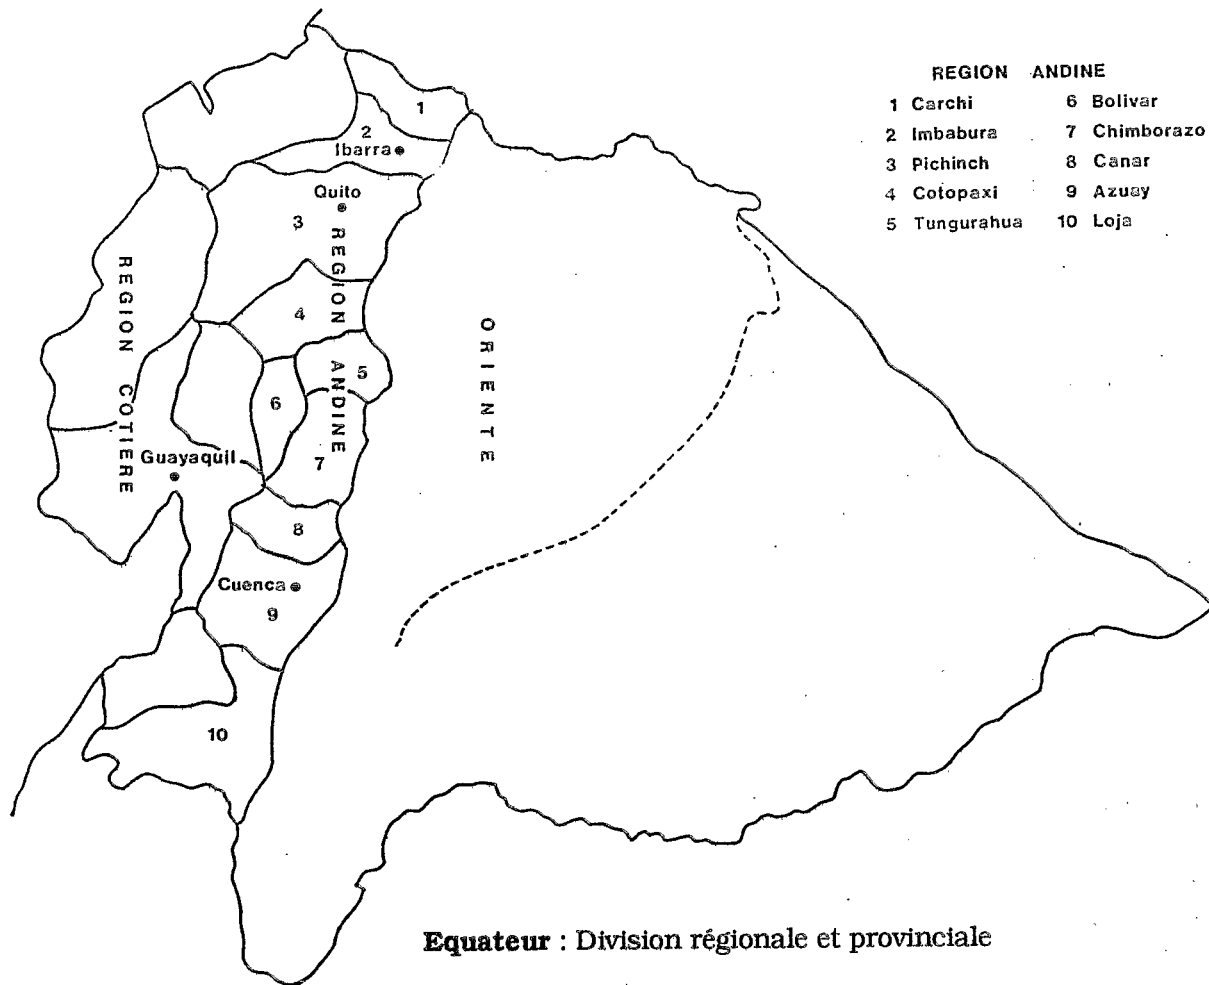 REGION ANDINE
1 Carchi 6 Bolivar
2 Imbabura 7 Chimborazo
3 Pichinch 8 Canar
4 Cotopaxi 9 Azuay
5 Tungurahua 10 Loja
1
2
Ibarra
Quito
3
REGION ANDINE
REGION COTIERE
ORIENTE
4
5
6
Guayaquil
7
8
Cuenca
9
10
Equateur : Division régionale et provinciale